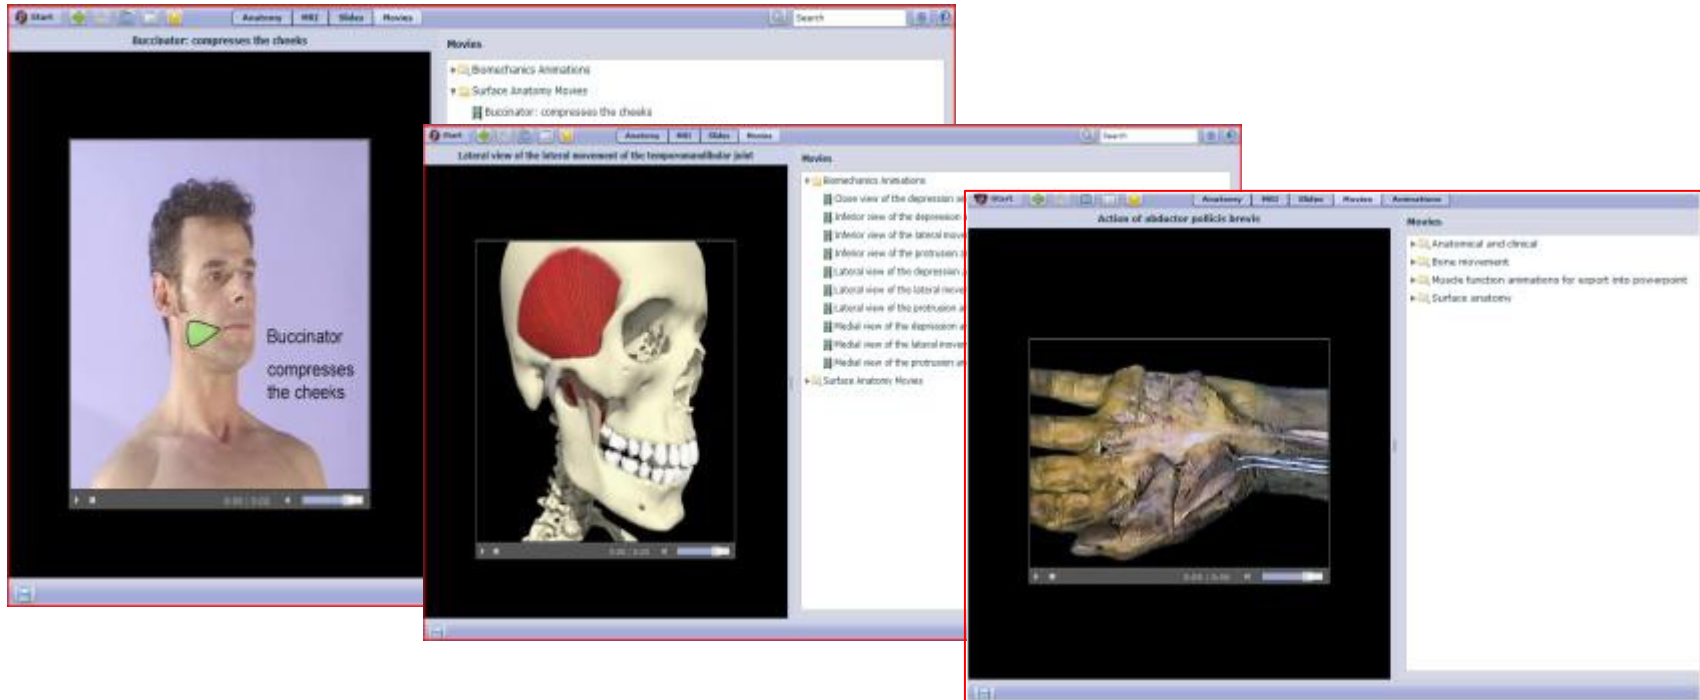 Start
Anatomy MRI Slides Movies
Search
Buccinator: compresses the cheeks
Movies
Biomechanics Animations
Surface Anatomy Movies
Buccinator: compresses the cheeks
Buccinator
compresses
the cheeks
Start
Anatomy MRI Slides Movies
Search
Lateral view of the lateral movement of the temporomandibular joint
Movies
Biomechanics Animations
Close view of the depression
Inferior view of the depression
Inferior view of the lateral
Inferior view of the protrusion
Lateral view of the depression
Lateral view of the lateral
Lateral view of the protrusion
Medial view of the depression
Medial view of the lateral
Medial view of the protrusion
Surface Anatomy Movies
Start
Anatomy MRI Slides Movies Animations
Action of abductor pollicis brevis
Movies
Anatomical and clinical
Bone movement
Muscle function animations for export into powerpoint
Surface anatomy